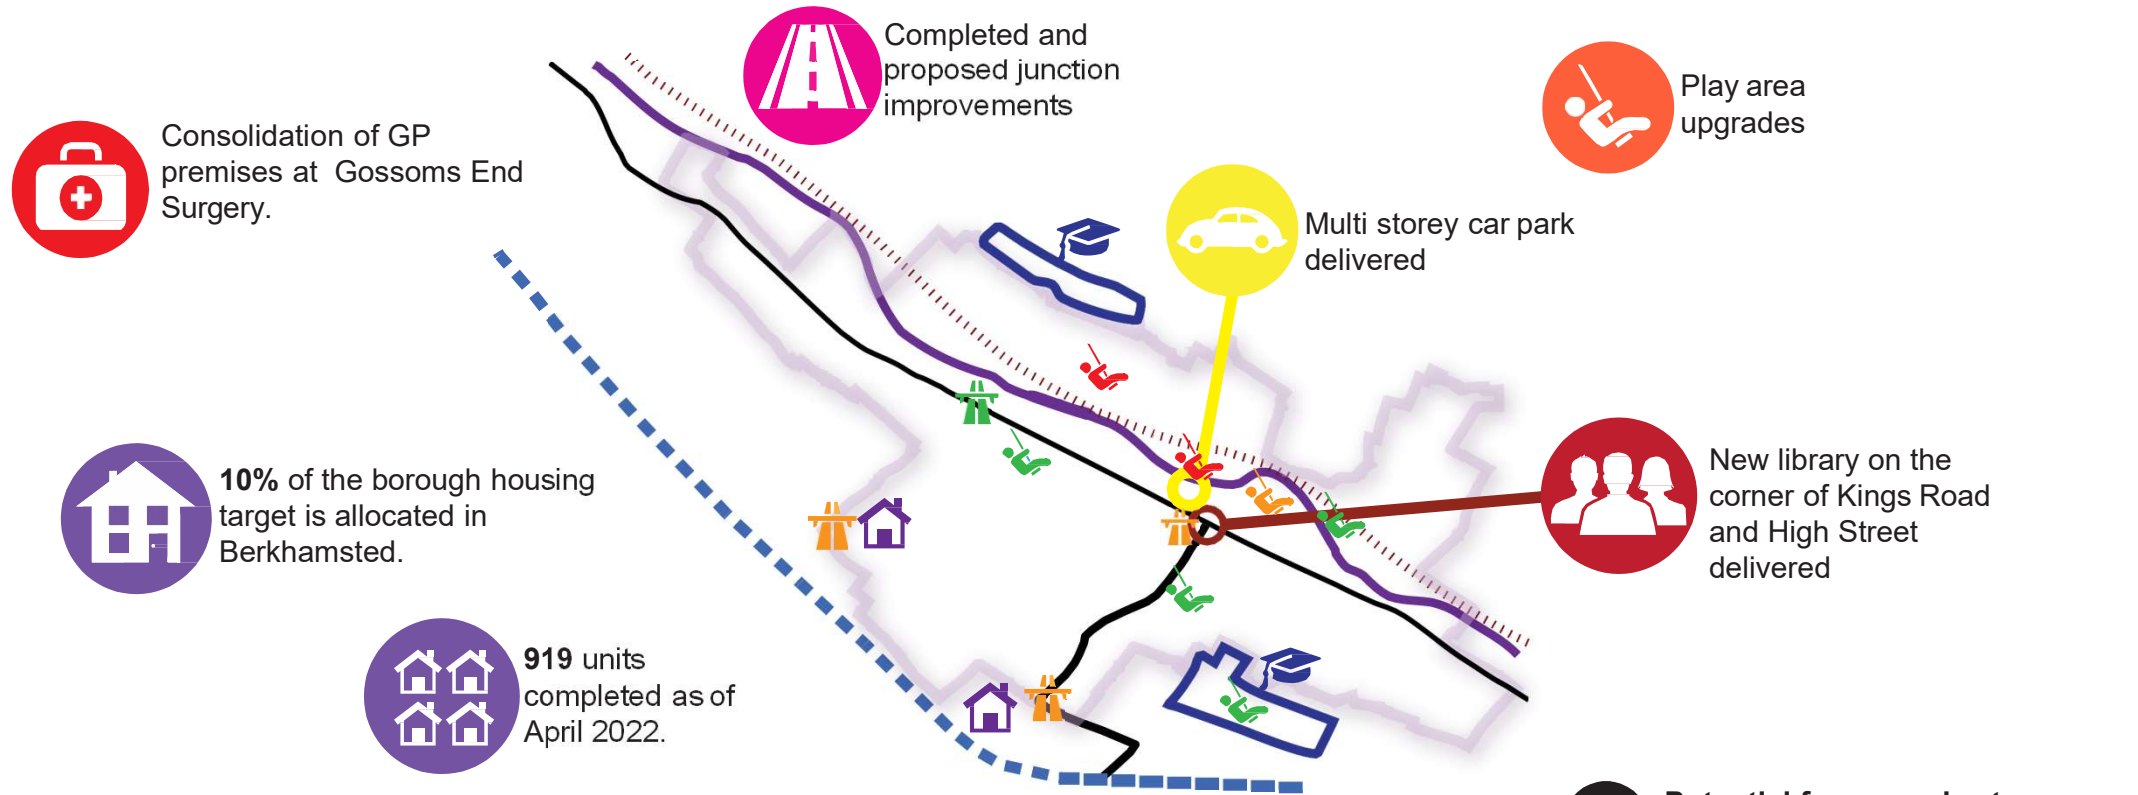 Completed and
proposed junction
improvements
Play area
upgrades
Consolidation of GP
premises at  Gossoms End
Surgery.
Multi storey car park
delivered
10% of the borough housing
target is allocated in
Berkhamsted.
New library on the
corner of Kings Road
and High Street
delivered
919 units
completed as of
April 2022.